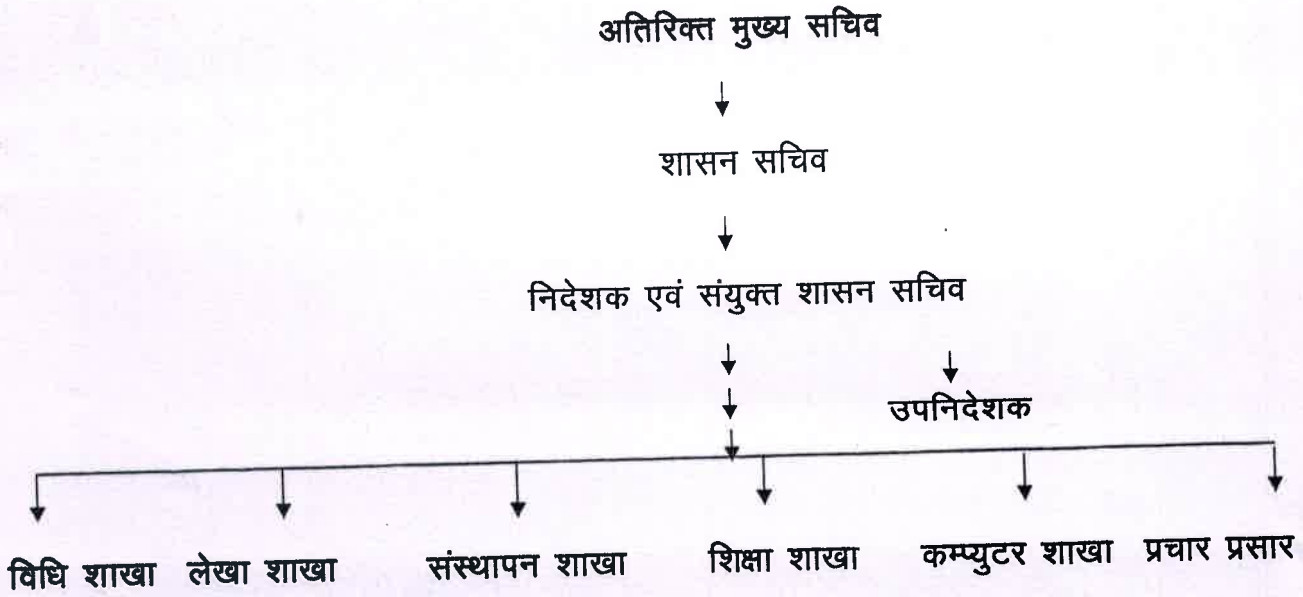 अतिरिक्त मुख्य सचिव
शासन सचिव
निदेशक एवं संयुक्त शासन सचिव
उपनिदेशक
विधि शाखा लेखा शाखा संस्थापन शाखा शिक्षा शाखा कम्प्युटर शाखा प्रचार प्रसार